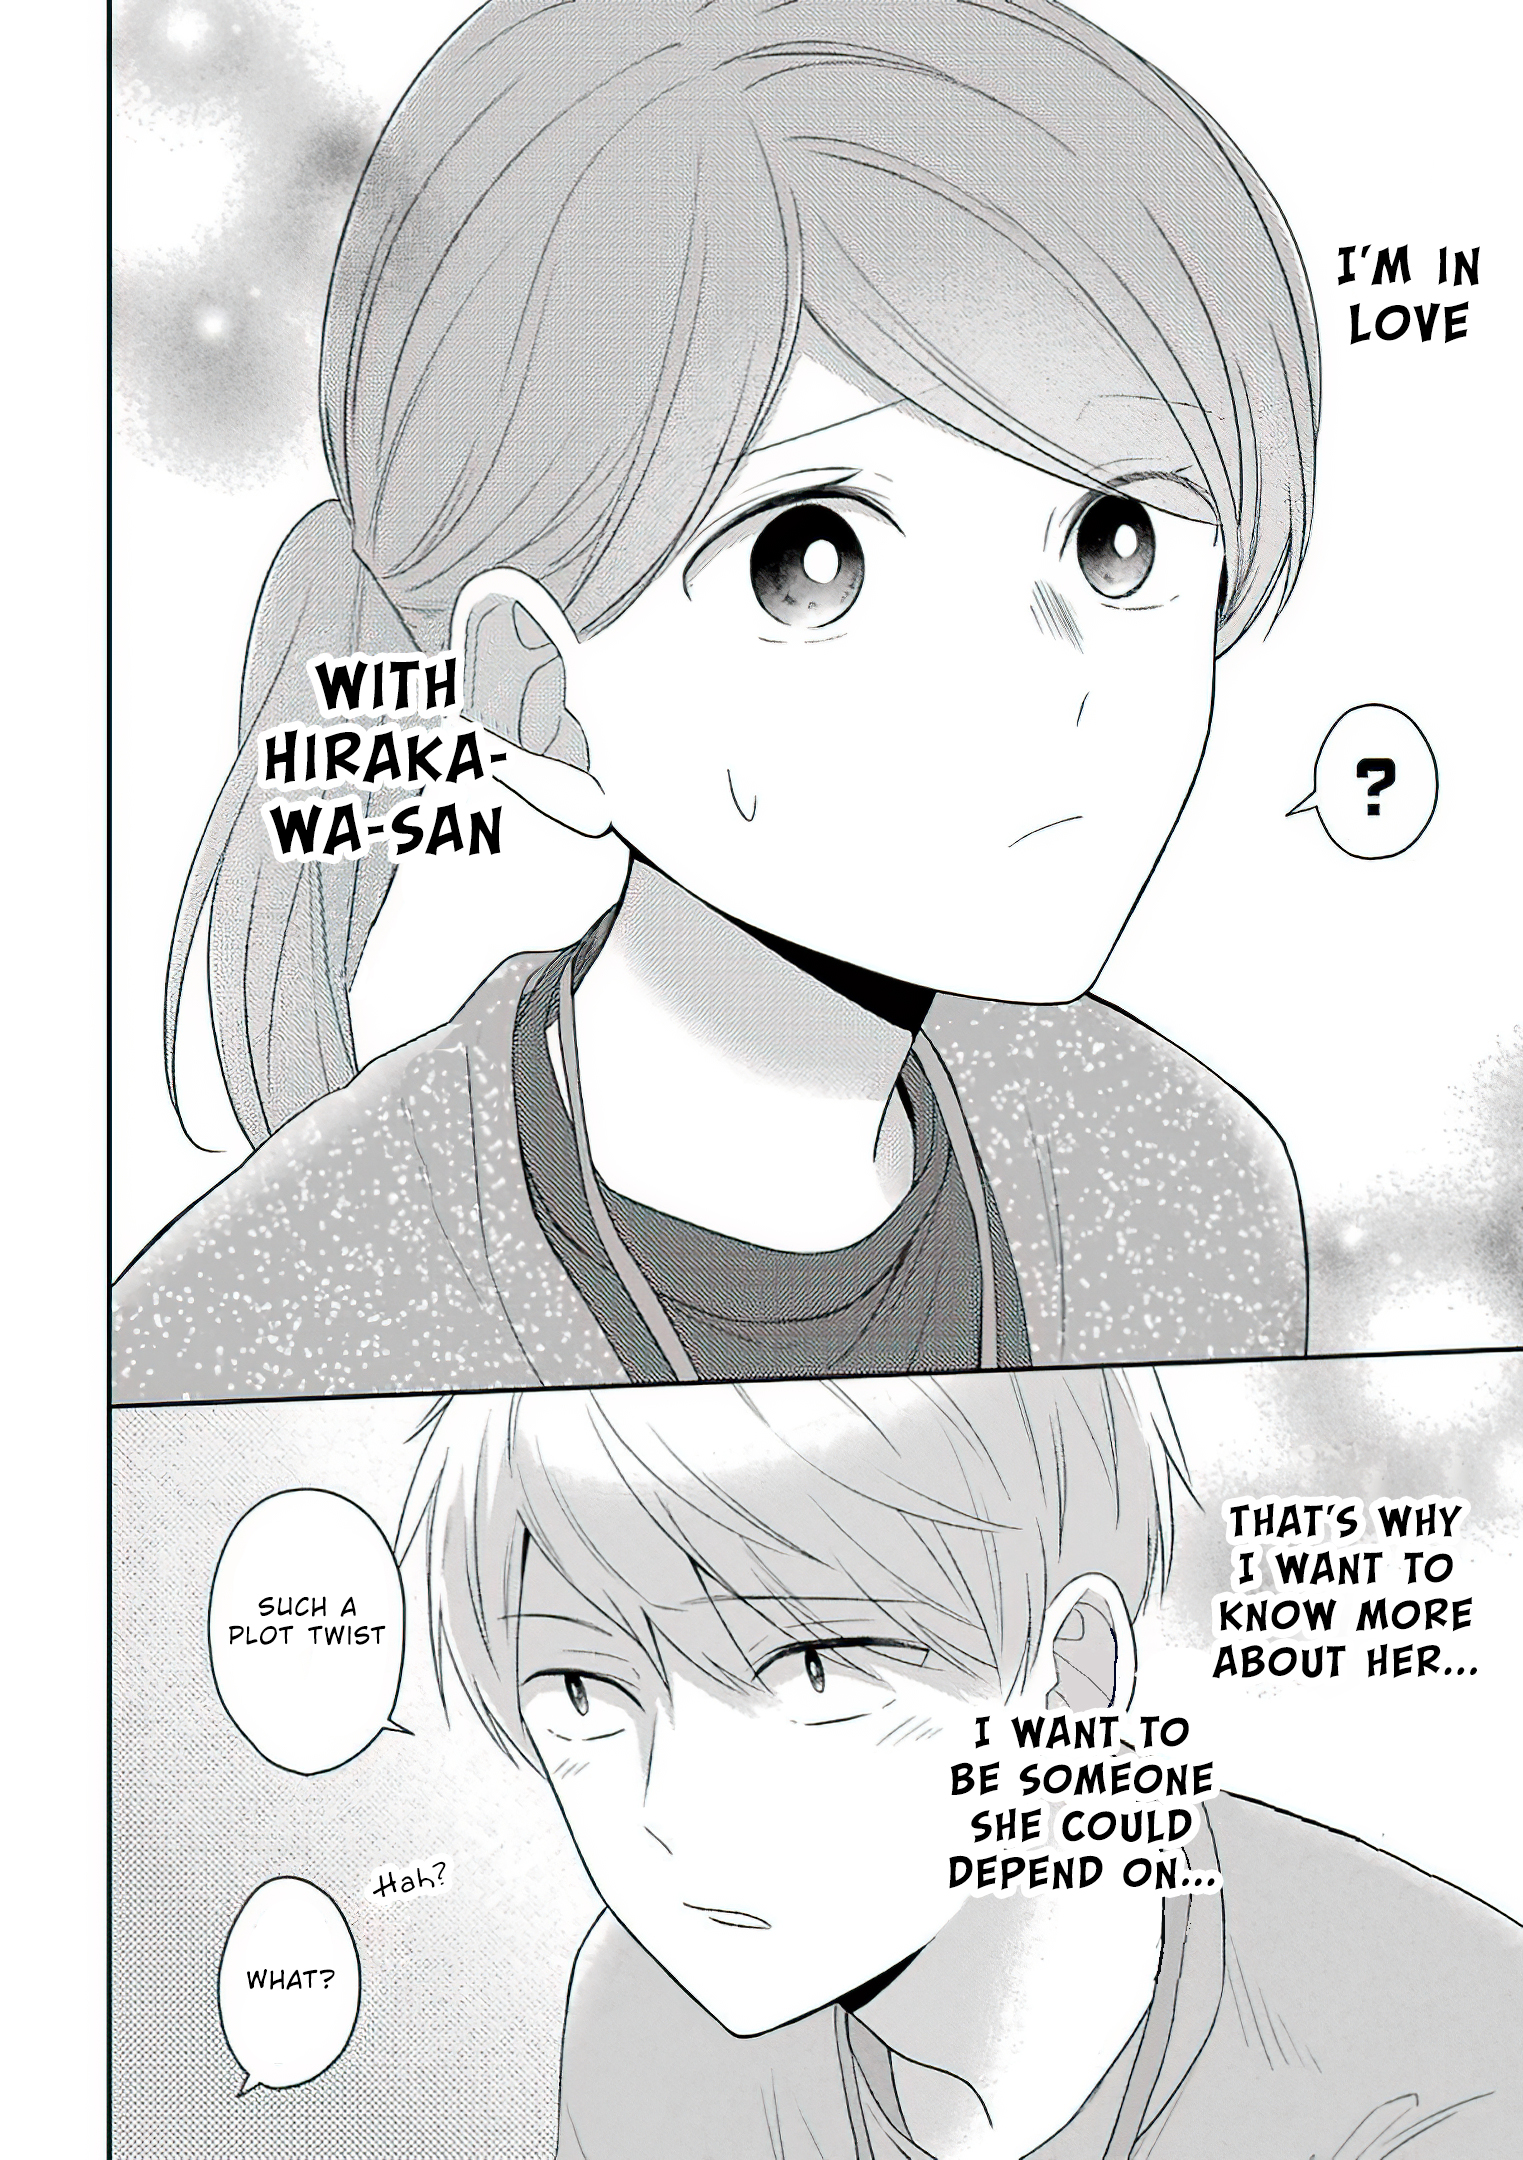 I'M IN
LOVE
?
WITH
HIRAKA-
WA-SAN
THAT'S WHY
I WANT TO
KNOW MORE
ABOUT HER...
I WANT TO
BE SOMEONE
SHE COULD
DEPEND ON...
SUCH A
PLOT TWIST
Hah?
WHAT?